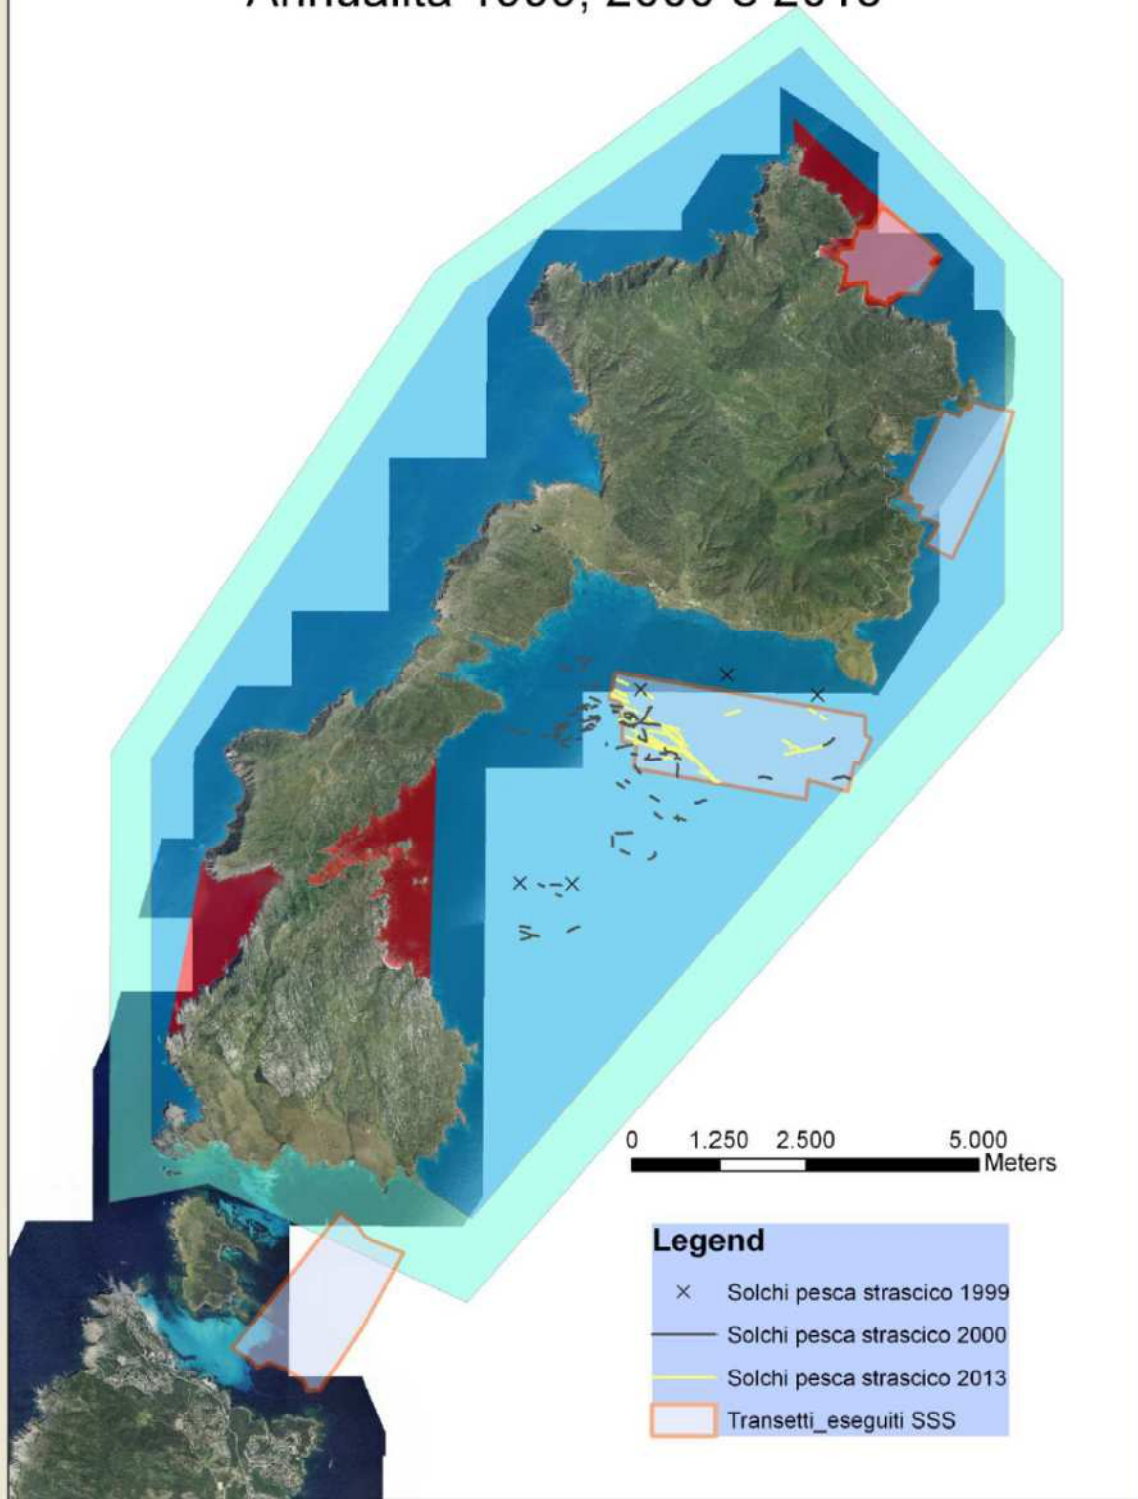 0 1.250 2.500 5.000
Meters
Legend
Solchi pesca strascico 1999
Solchi pesca strascico 2000
Solchi pesca strascico 2013
Transetti_eseguiti SSS